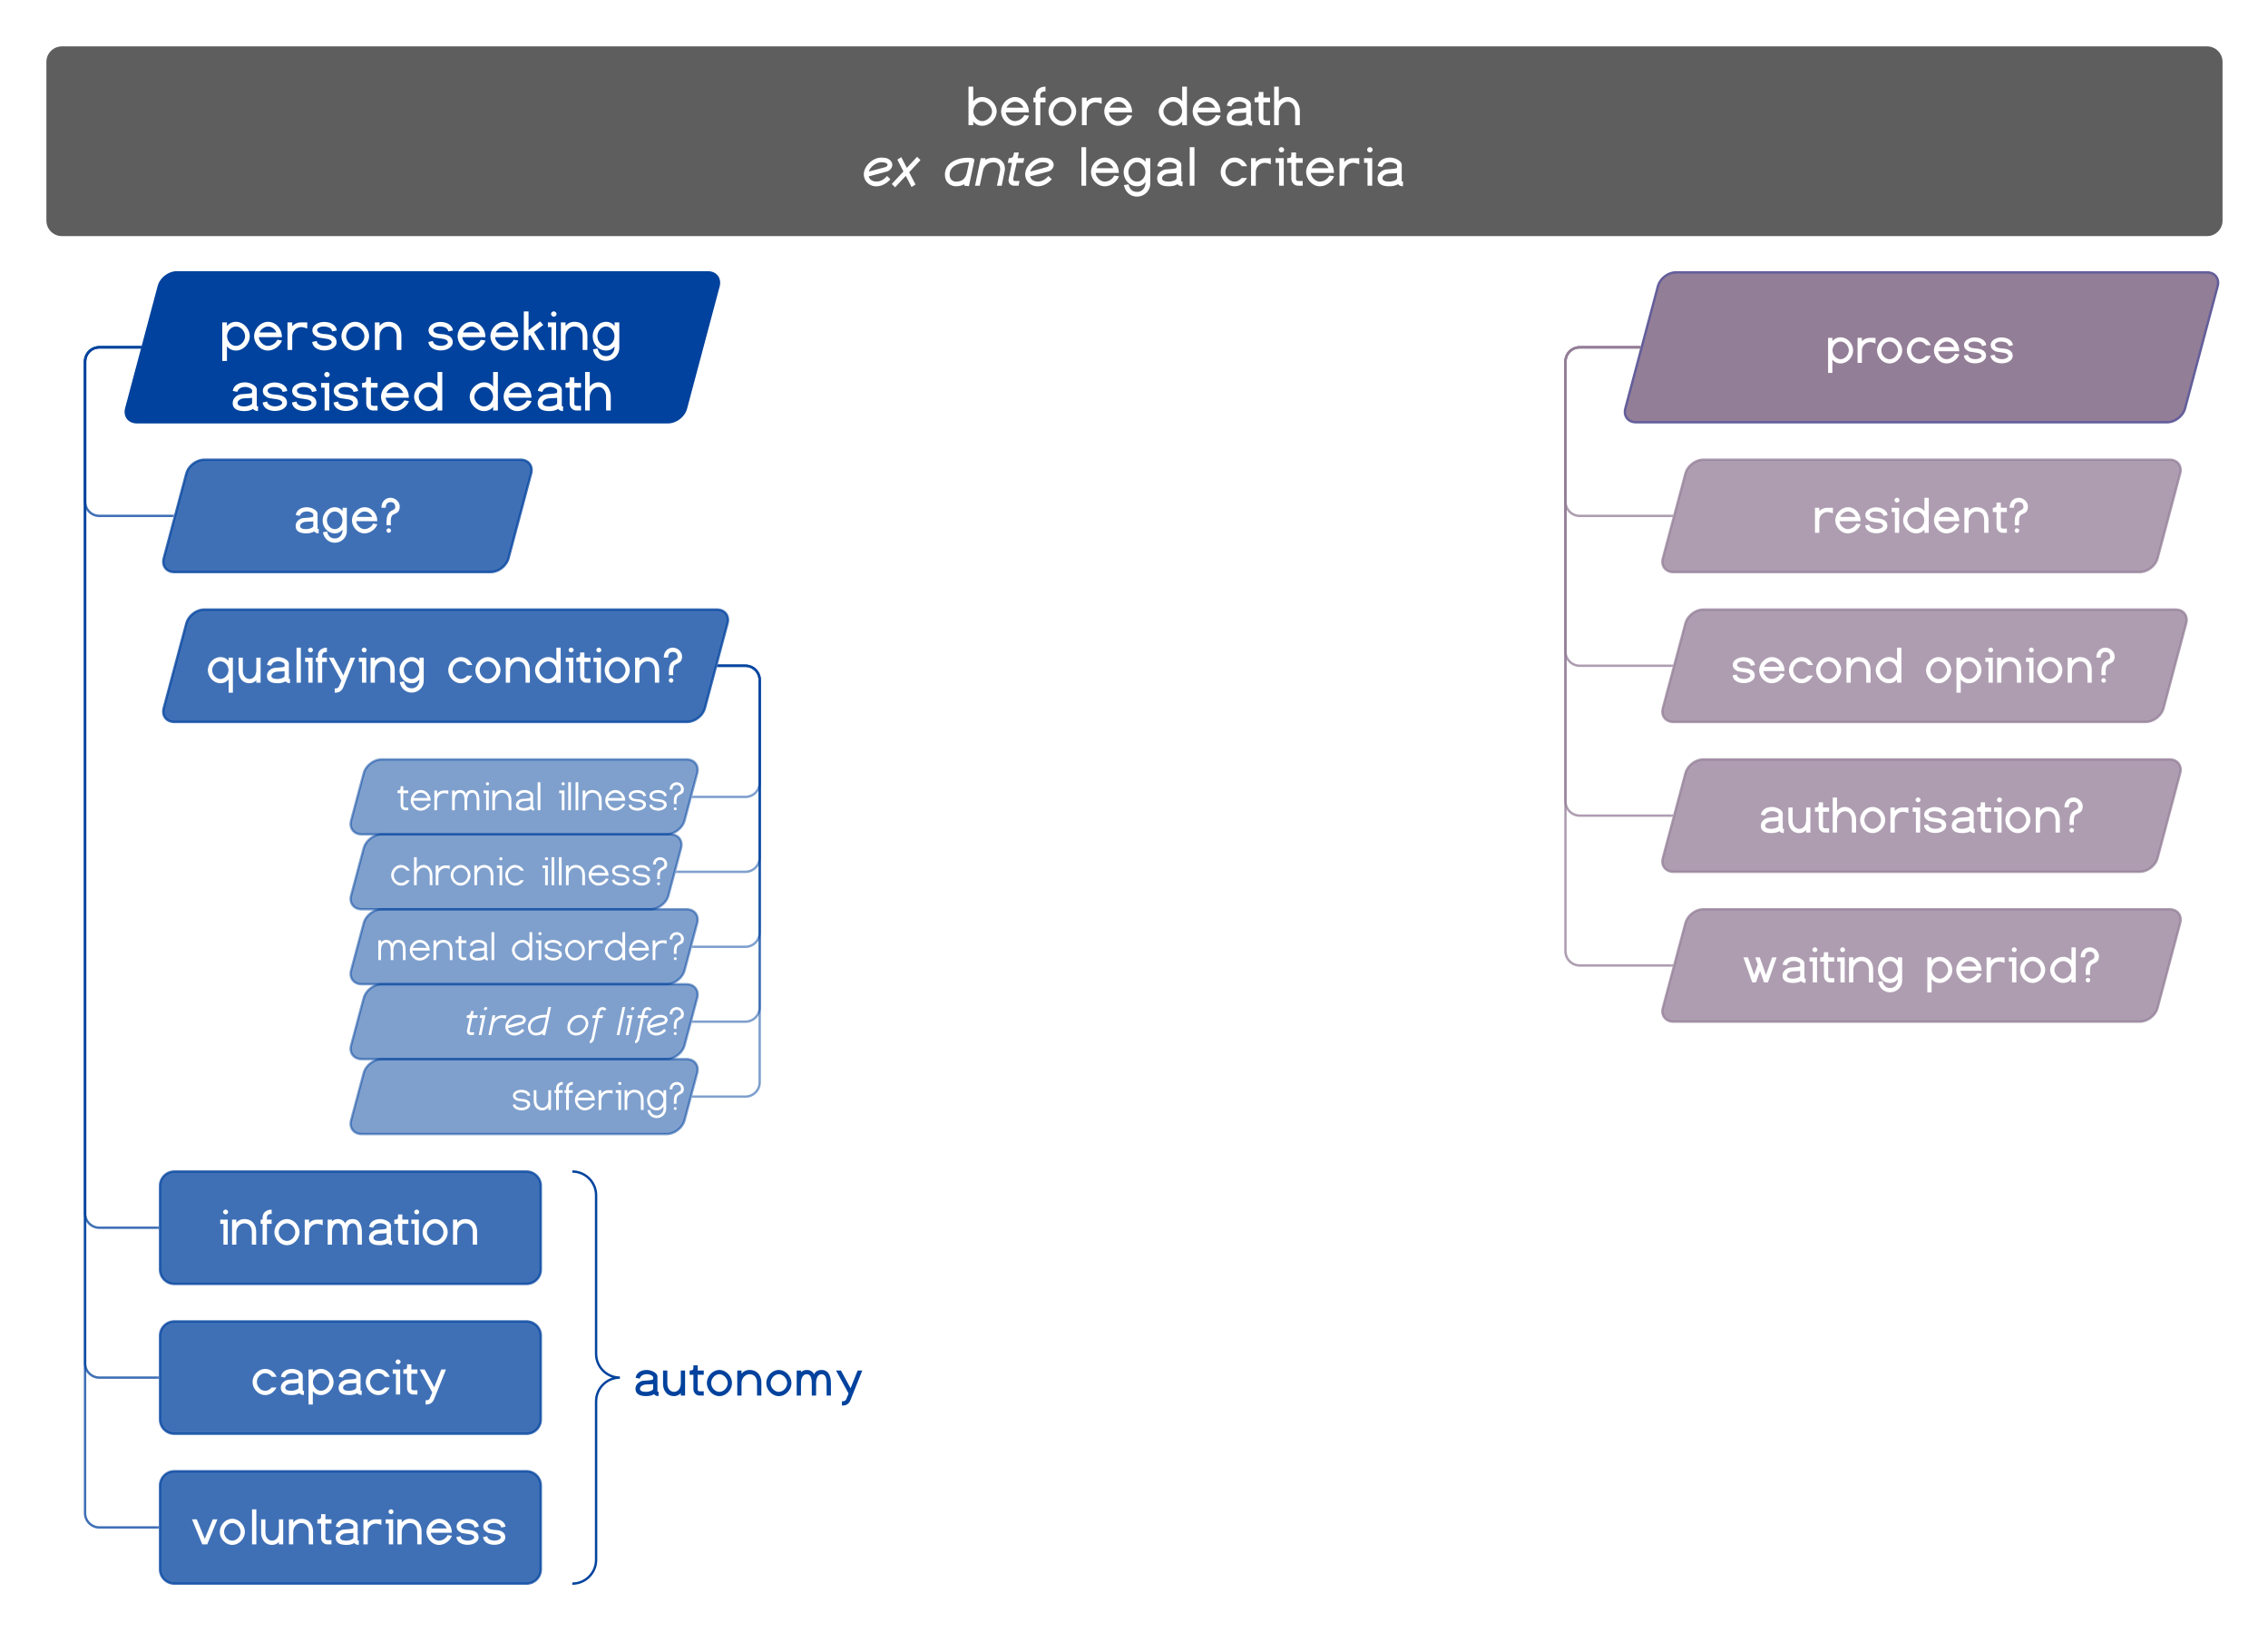 before death
ex ante legal criteria
person seeking
assisted death
age?
qualifying condition?
terminal illness?
chronic illness?
mental disorder?
tired of life?
suffering?
information
capacity
voluntariness
autonomy
process
resident?
second opinion?
authorisation?
waiting period?